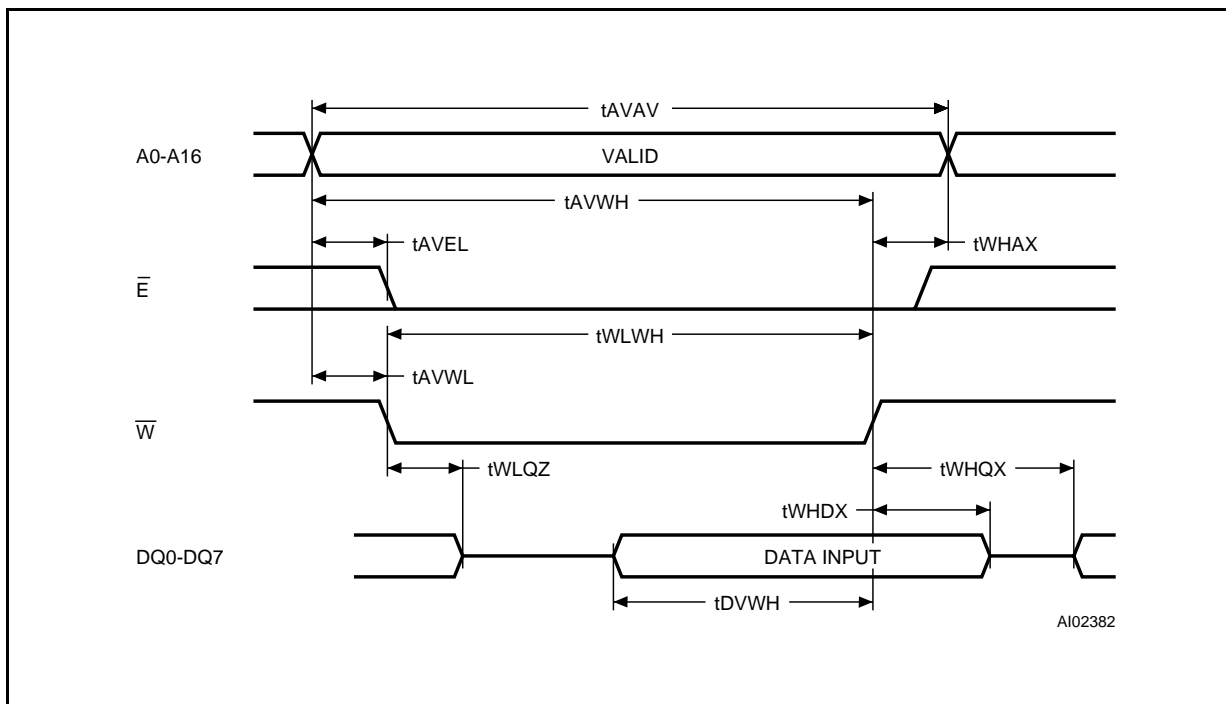 tAVAV
A0-A16
VALID
tAVWH
tAVEL
tWHAX
E̅
tWLWH
tAVWL
W̅
tWLQZ
tWHQX
tWHDX
DQ0-DQ7
DATA INPUT
tDVWH
AI02382